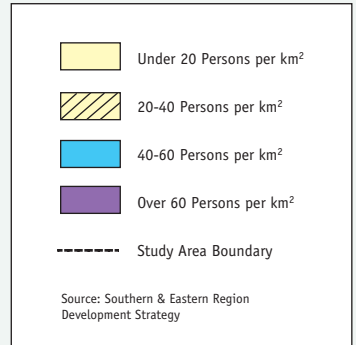 Under 20 Persons per km²
20-40 Persons per km²
40-60 Persons per km²
Over 60 Persons per km²
Study Area Boundary
Source: Southern & Eastern Region
Development Strategy